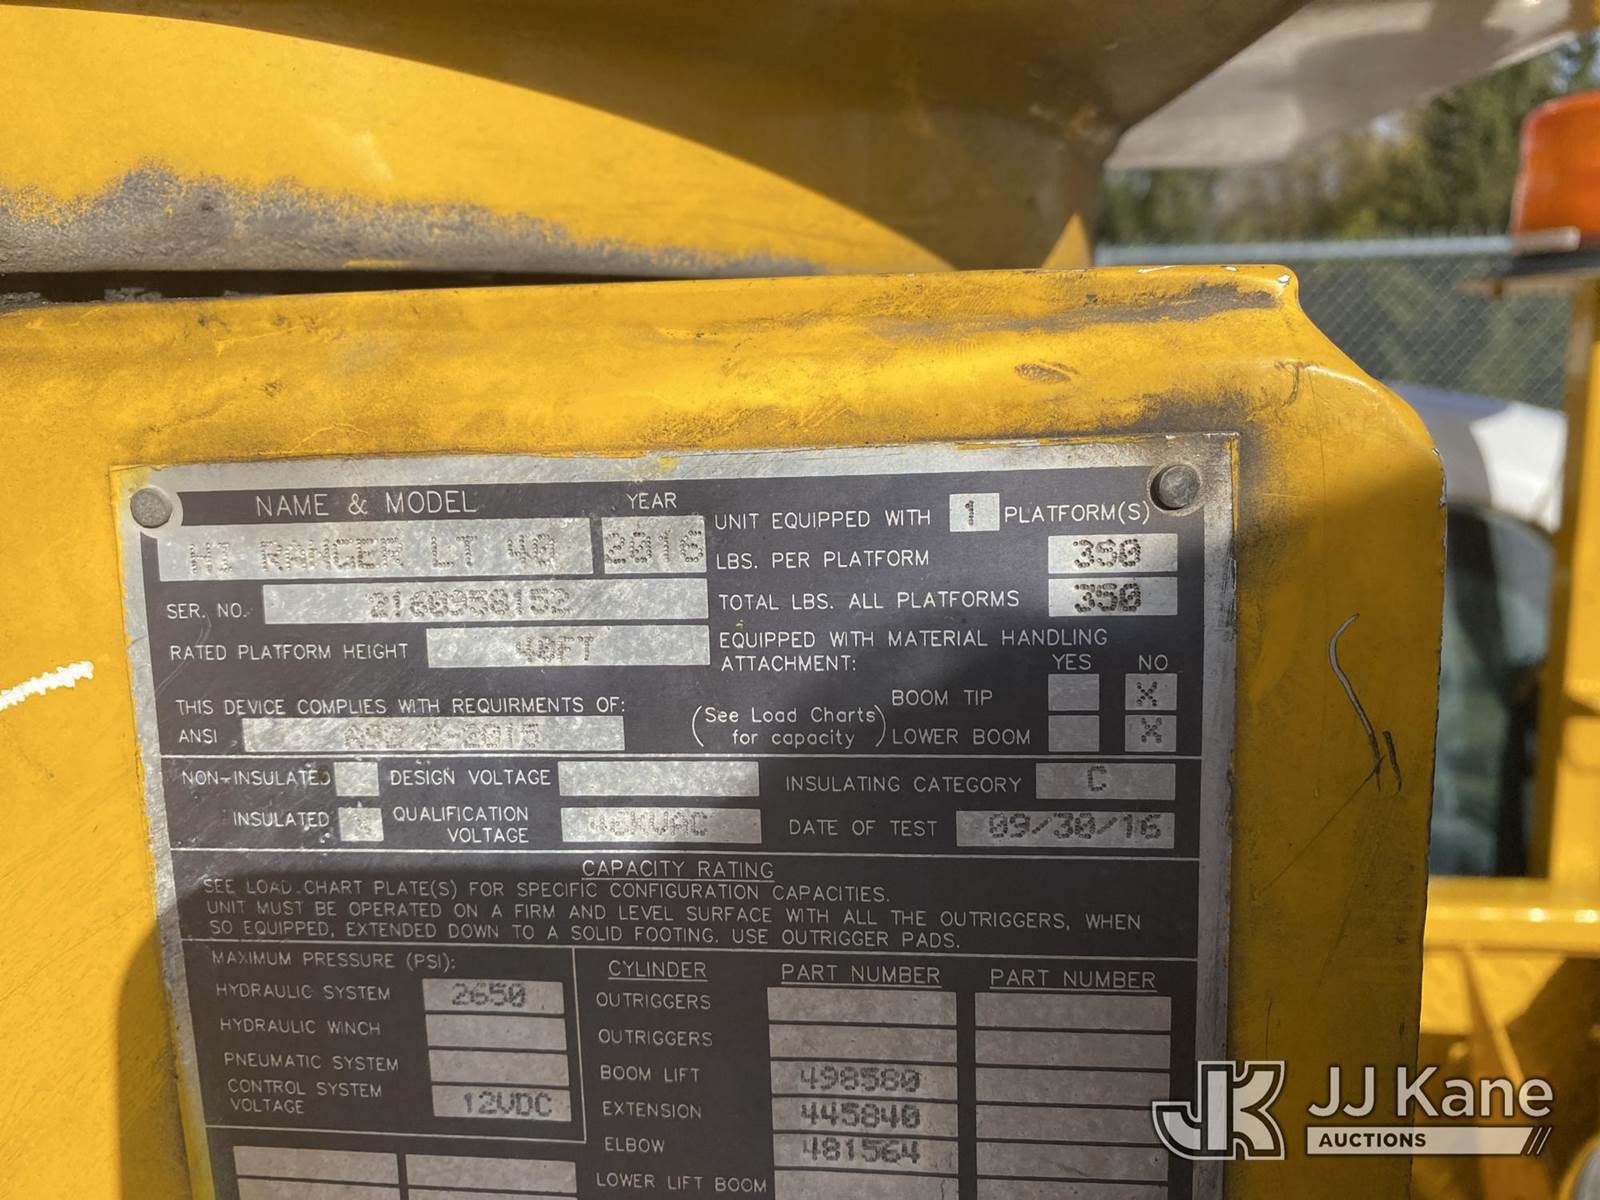 NAME & MODEL
YEAR
HI RANGER LT 40
2016
SER. NO. 2160958152
RATED PLATFORM HEIGHT 40FT
THIS DEVICE COMPLIES WITH REQUIRMENTS OF:
ANSI A92.2-2015
UNIT EQUIPPED WITH 1 PLATFORM(S)
LBS. PER PLATFORM 350
TOTAL LBS. ALL PLATFORMS 350
EQUIPPED WITH MATERIAL HANDLING
ATTACHMENT: YES NO
(See Load Charts for capacity)
BOOM TIP X
LOWER BOOM X
NON-INSULATED DESIGN VOLTAGE
INSULATING CATEGORY C
INSULATED X QUALIFICATION
VOLTAGE KVAC
DATE OF TEST 09/30/16
CAPACITY RATING
SEE LOAD CHART PLATE(S) FOR SPECIFIC CONFIGURATION CAPACITIES.
UNIT MUST BE OPERATED ON A FIRM AND LEVEL SURFACE WITH ALL THE OUTRIGGERS, WHEN
SO EQUIPPED, EXTENDED DOWN TO A SOLID FOOTING. USE OUTRIGGER PADS.
MAXIMUM PRESSURE (PSI):
HYDRAULIC SYSTEM 2650
HYDRAULIC WINCH
PNEUMATIC SYSTEM
CONTROL SYSTEM
VOLTAGE 12VDC
CYLINDER PART NUMBER PART NUMBER
OUTRIGGERS
OUTRIGGERS
BOOM LIFT 498580
EXTENSION 445840
ELBOW 481564
LOWER LIFT BOOM
JK JJ Kane
AUCTIONS